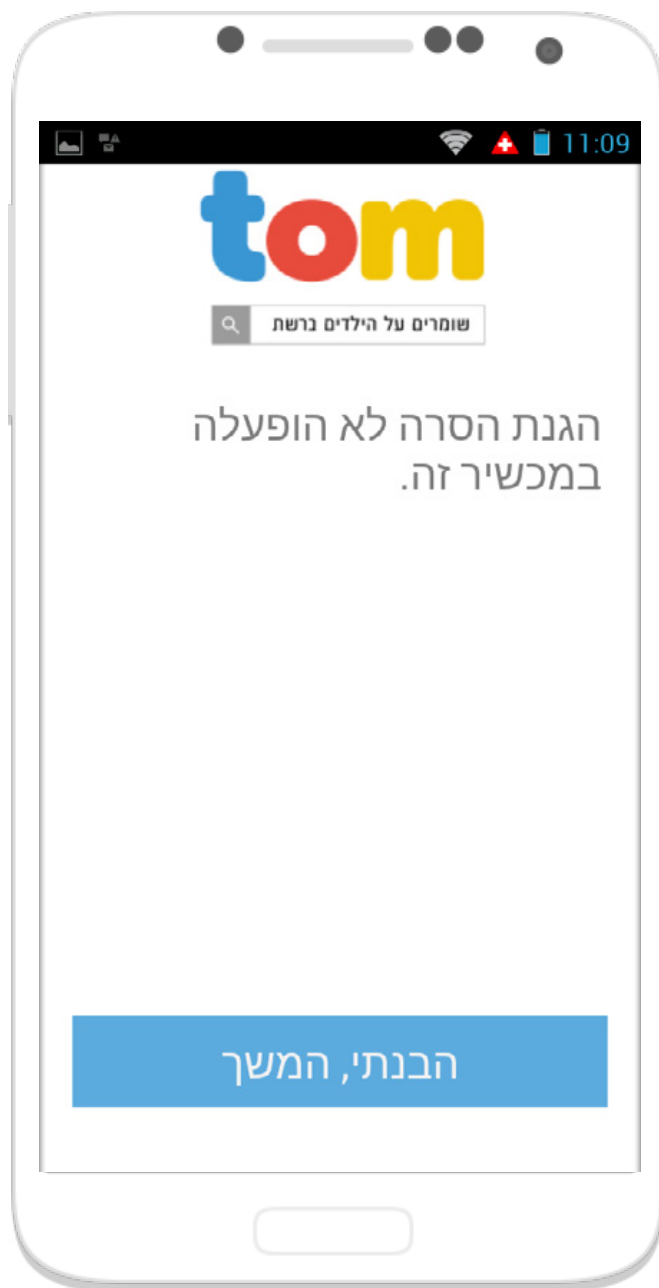 11:09
tom
שומרים על הילדים ברשת
הגנת הסרה לא הופעלה
במכשיר זה.
הבנתי, המשך